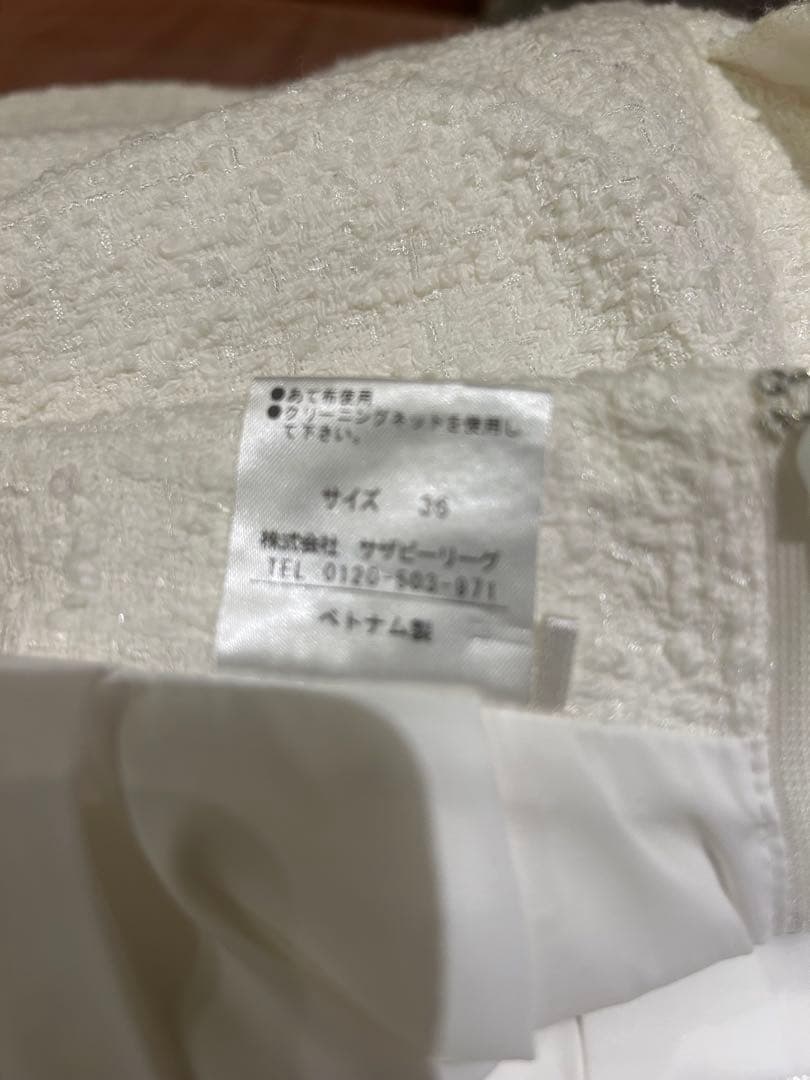 ●あて布使用
●クリーニングネットを使用し
て下さい。
サイズ 36
株式会社 サザビーリーグ
TEL 0120-503-971
ベトナム製